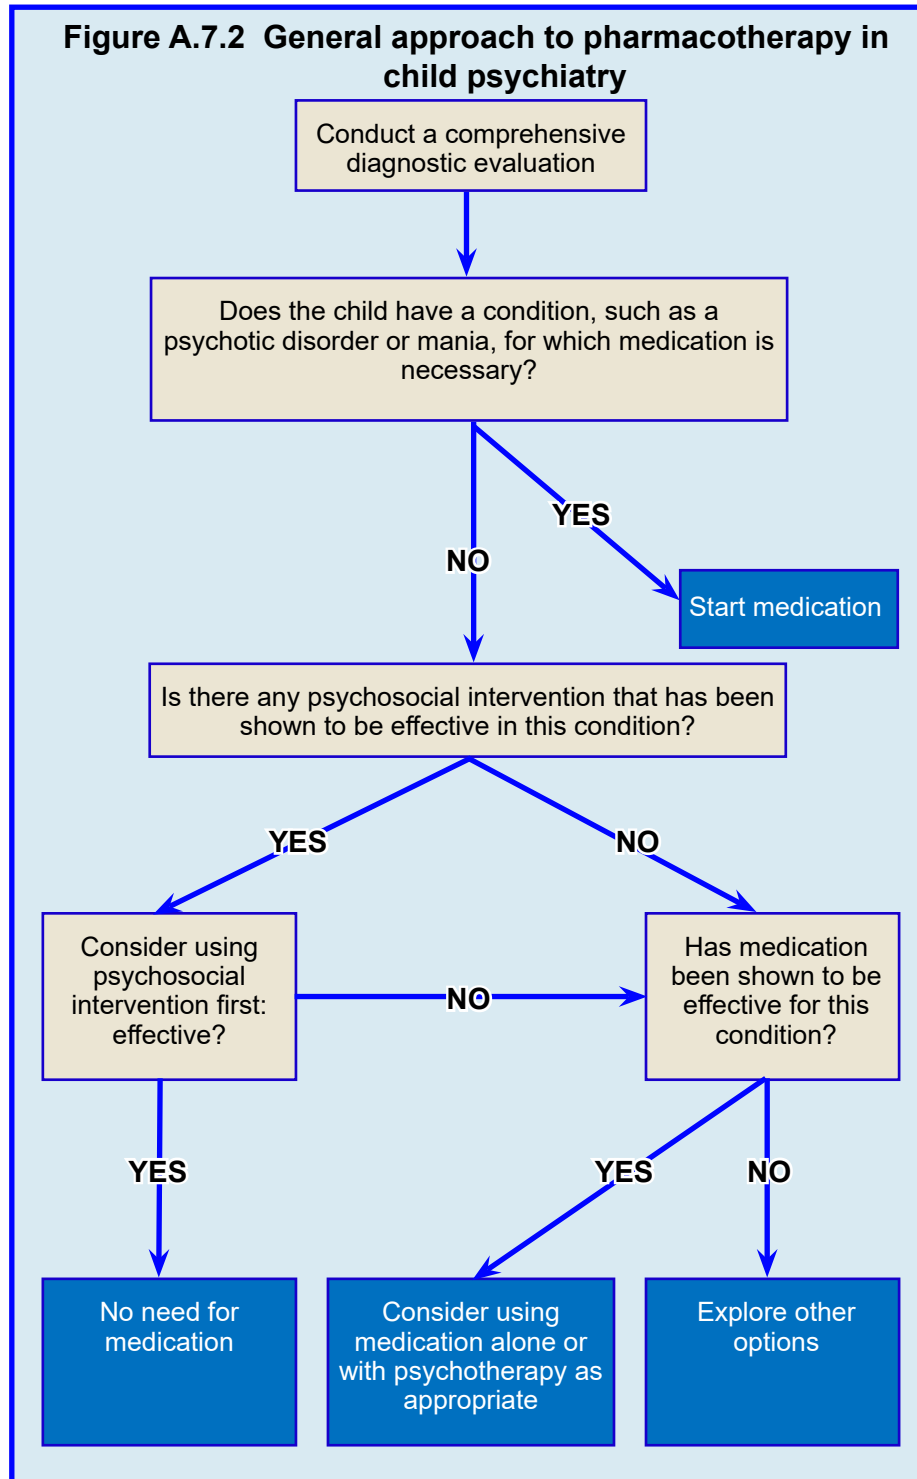 Figure A.7.2 General approach to pharmacotherapy in
child psychiatry
Conduct a comprehensive
diagnostic evaluation
Does the child have a condition, such as a
psychotic disorder or mania, for which medication is
necessary?
YES
NO
Start medication
Is there any psychosocial intervention that has been
shown to be effective in this condition?
YES
NO
Consider using
psychosocial
intervention first:
effective?
NO
Has medication
been shown to be
effective for this
condition?
YES
YES
NO
No need for
medication
Consider using
medication alone or
with psychotherapy as
appropriate
Explore other
options